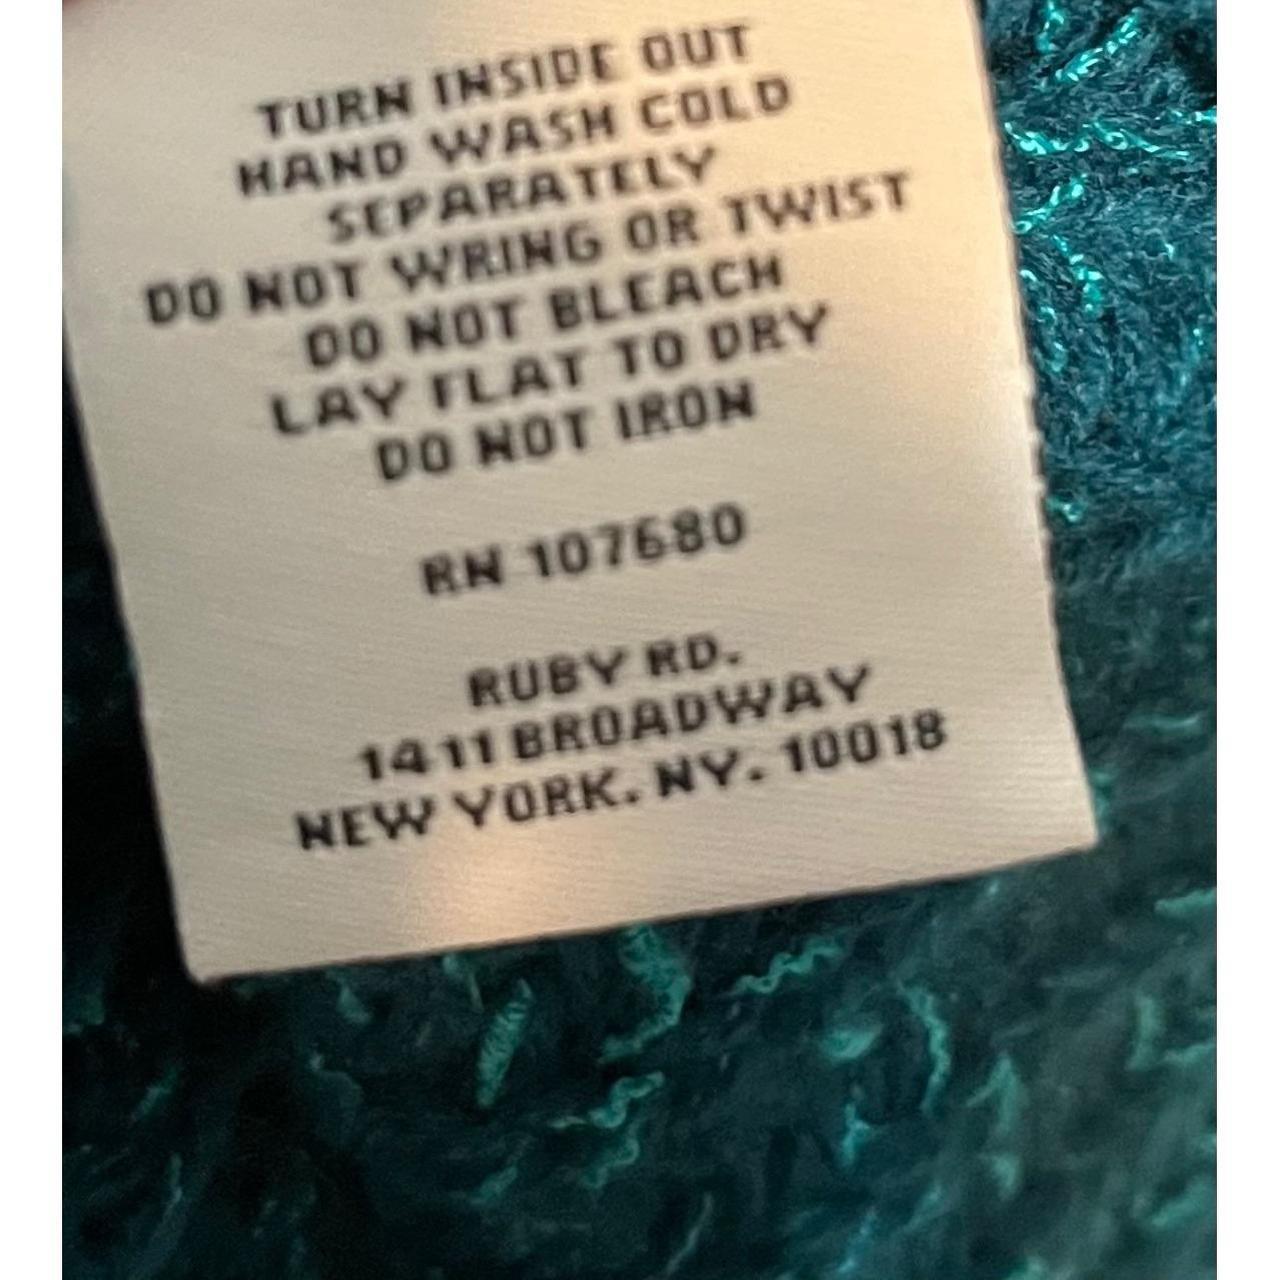 TURN INSIDE OUT
HAND WASH COLD
SEPARATELY
DO NOT WRING OR TWIST
DO NOT BLEACH
LAY FLAT TO DRY
DO NOT IRON
RN 107680
RUBY RD.
1411 BROADWAY
NEW YORK. NY. 10018